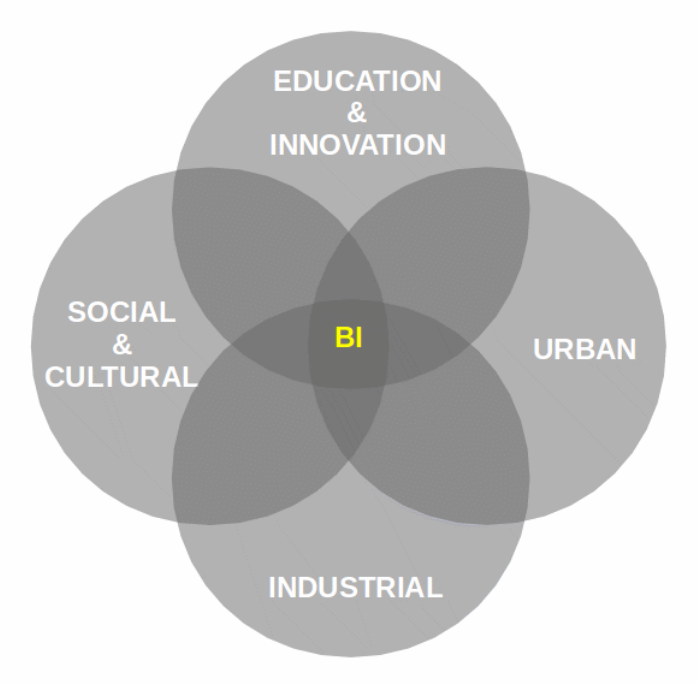 EDUCATION
&
INNOVATION
SOCIAL
&
CULTURAL
BI
URBAN
INDUSTRIAL